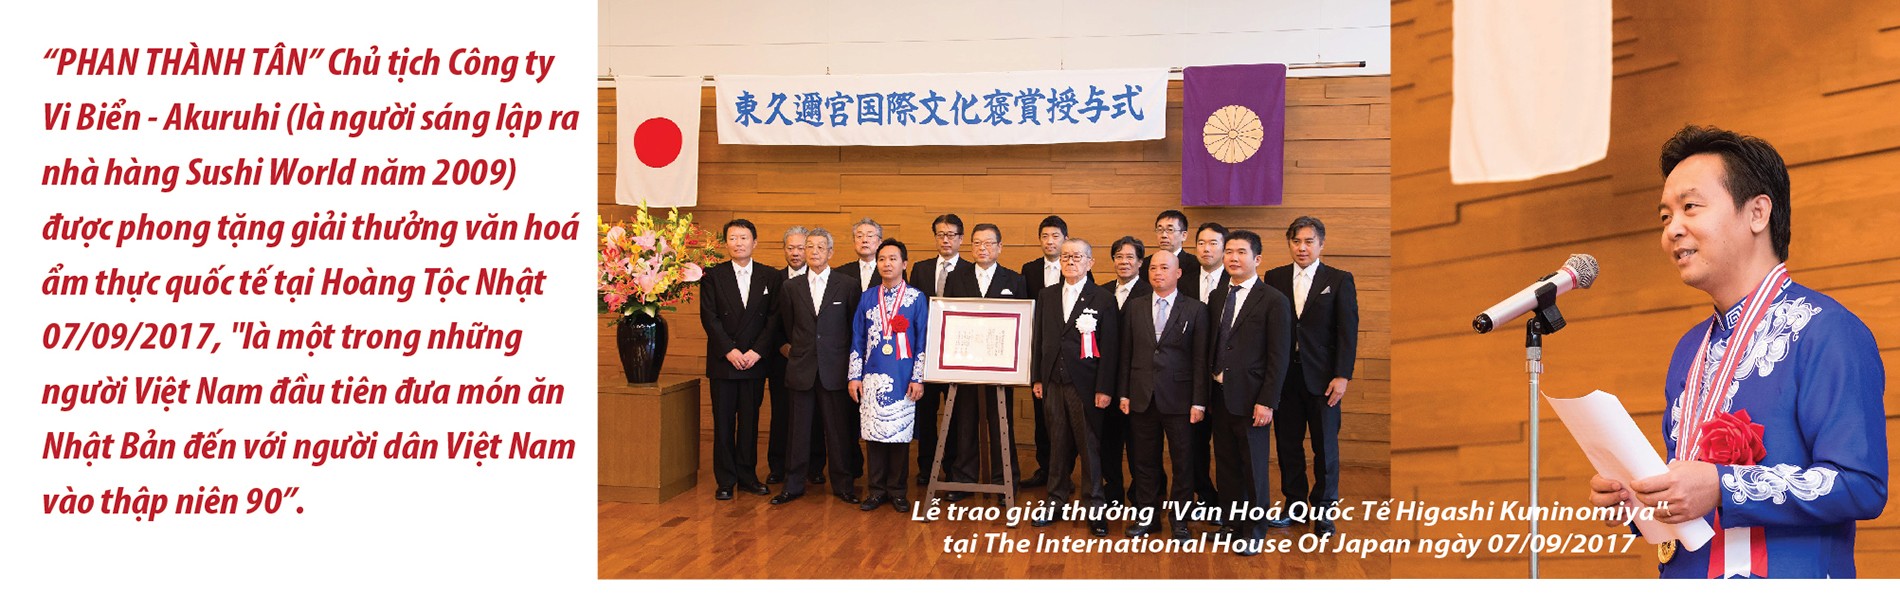 “PHAN THÀNH TÂN” Chủ tịch Công ty
Vi Biển - Akuruhi (là người sáng lập ra
nhà hàng Sushi World năm 2009)
được phong tặng giải thưởng văn hoá
ẩm thực quốc tế tại Hoàng Tộc Nhật
07/09/2017, "là một trong những
người Việt Nam đầu tiên đưa món ăn
Nhật Bản đến với người dân Việt Nam
vào thập niên 90”.
東久邇宮国際文化褒賞授与式
Lễ trao giải thưởng "Văn Hoá Quốc Tế Higashi Kuninomiya"
tại The International House Of Japan ngày 07/09/2017